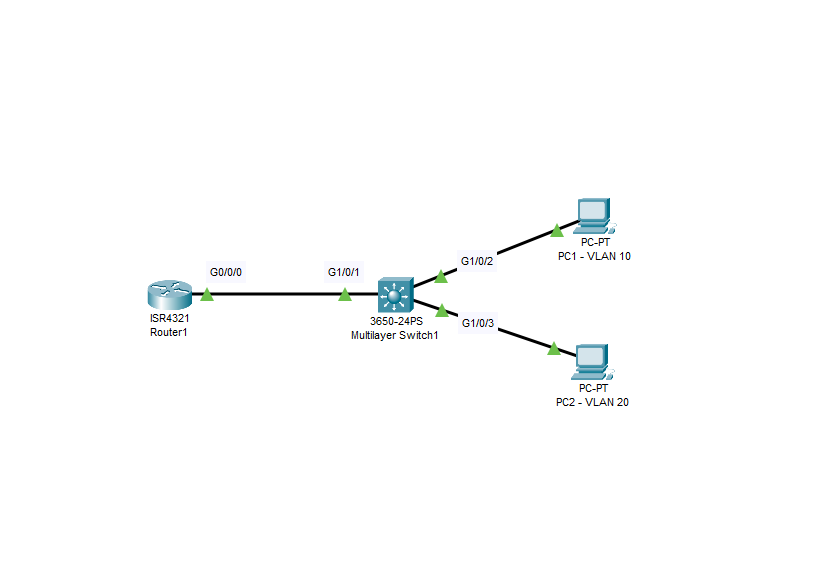 G0/0/0
ISR4321
Router1
G1/0/1
3650-24PS
Multilayer Switch1
G1/0/2
G1/0/3
PC-PT
PC1 - VLAN 10
PC-PT
PC2 - VLAN 20